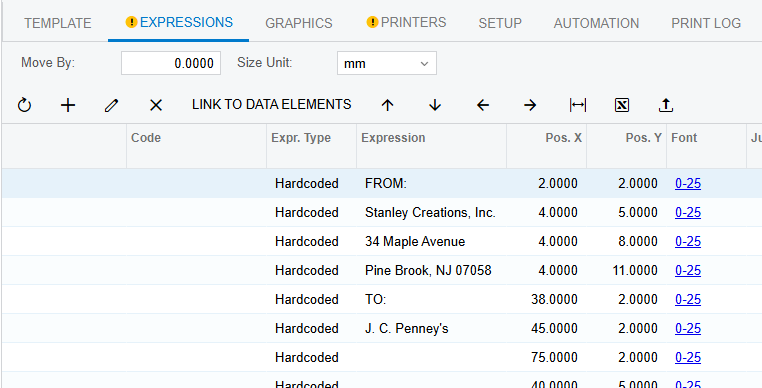 TEMPLATE EXPRESSIONS GRAPHICS PRINTERS SETUP AUTOMATION PRINT LOG
Move By: 0.0000 Size Unit: mm
LINK TO DATA ELEMENTS
Code Expr. Type Expression Pos. X Pos. Y Font Ju
Hardcoded FROM: 2.0000 2.0000 0-25
Hardcoded Stanley Creations, Inc. 4.0000 5.0000 0-25
Hardcoded 34 Maple Avenue 4.0000 8.0000 0-25
Hardcoded Pine Brook, NJ 07058 4.0000 11.0000 0-25
Hardcoded TO: 38.0000 2.0000 0-25
Hardcoded J. C. Penney's 45.0000 2.0000 0-25
Hardcoded 75.0000 2.0000 0-25
Hardcoded 40.0000 5.0000 0-25